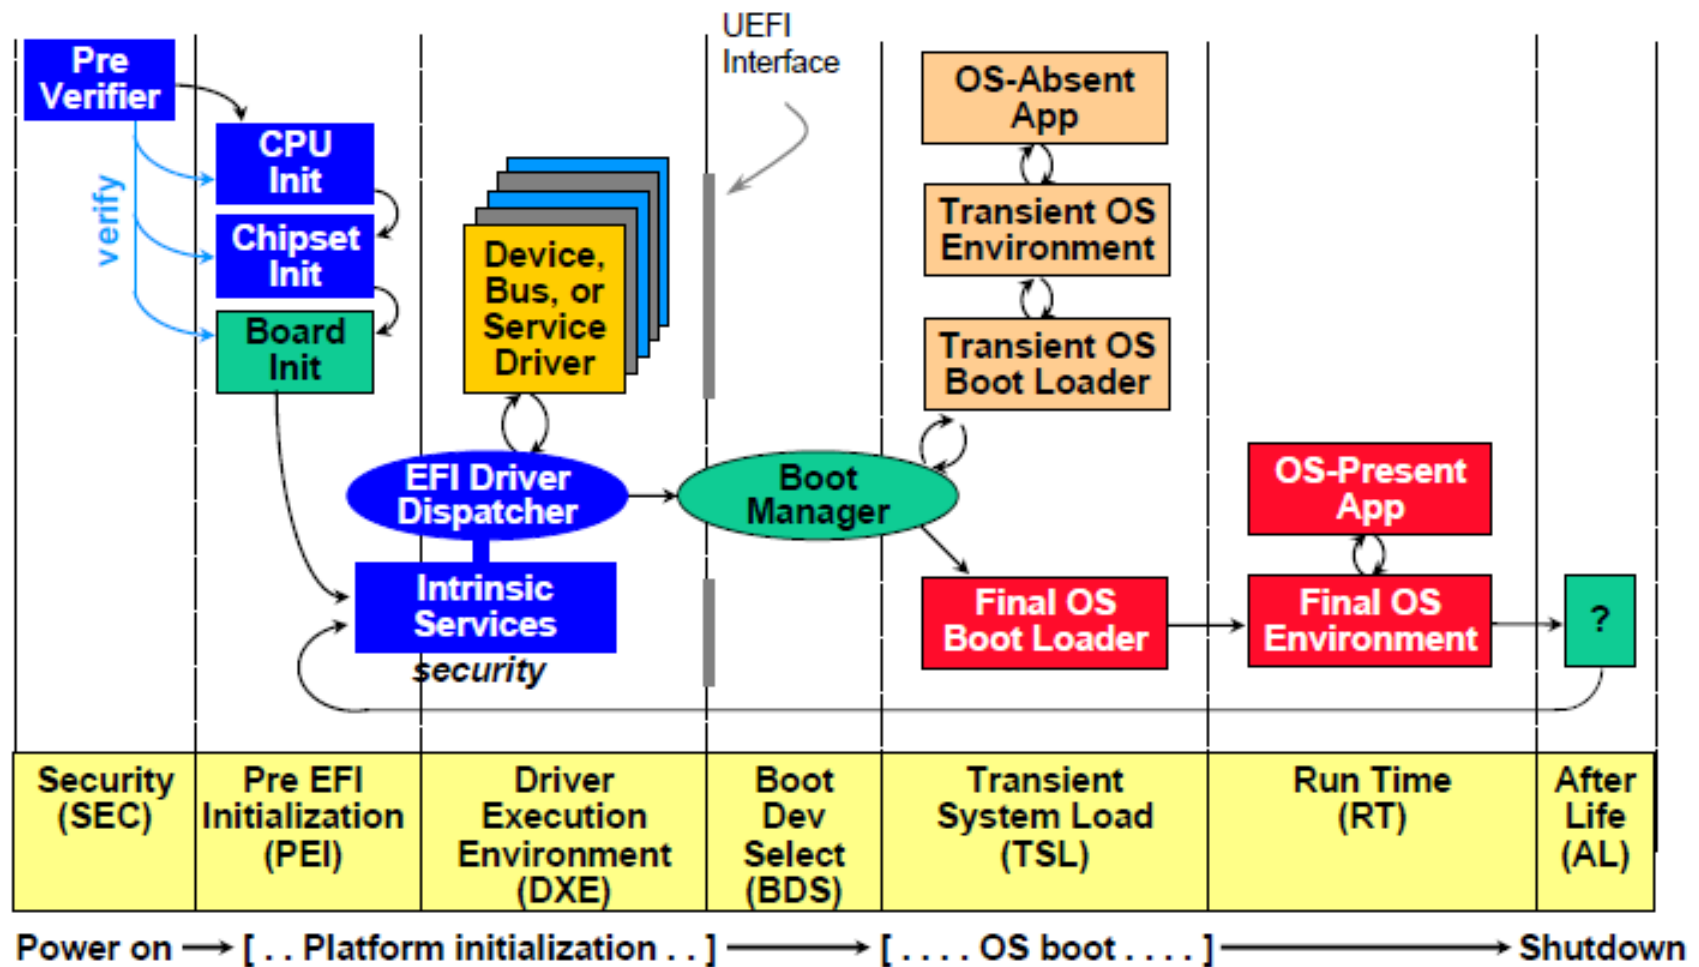 UEFI
Interface
Pre
Verifier
verify
CPU
Init
Chipset
Init
Board
Init
Device,
Bus, or
Service
Driver
EFI Driver
Dispatcher
Intrinsic
Services
security
Boot
Manager
OS-Absent
App
Transient OS
Environment
Transient OS
Boot Loader
Final OS
Boot Loader
OS-Present
App
Final OS
Environment
?
Security
(SEC)
Pre EFI
Initialization
(PEI)
Driver
Execution
Environment
(DXE)
Boot
Dev
Select
(BDS)
Transient
System Load
(TSL)
Run Time
(RT)
After
Life
(AL)
Power on [ . . Platform initialization . . ] [ . . . . OS boot . . . . ] Shutdown